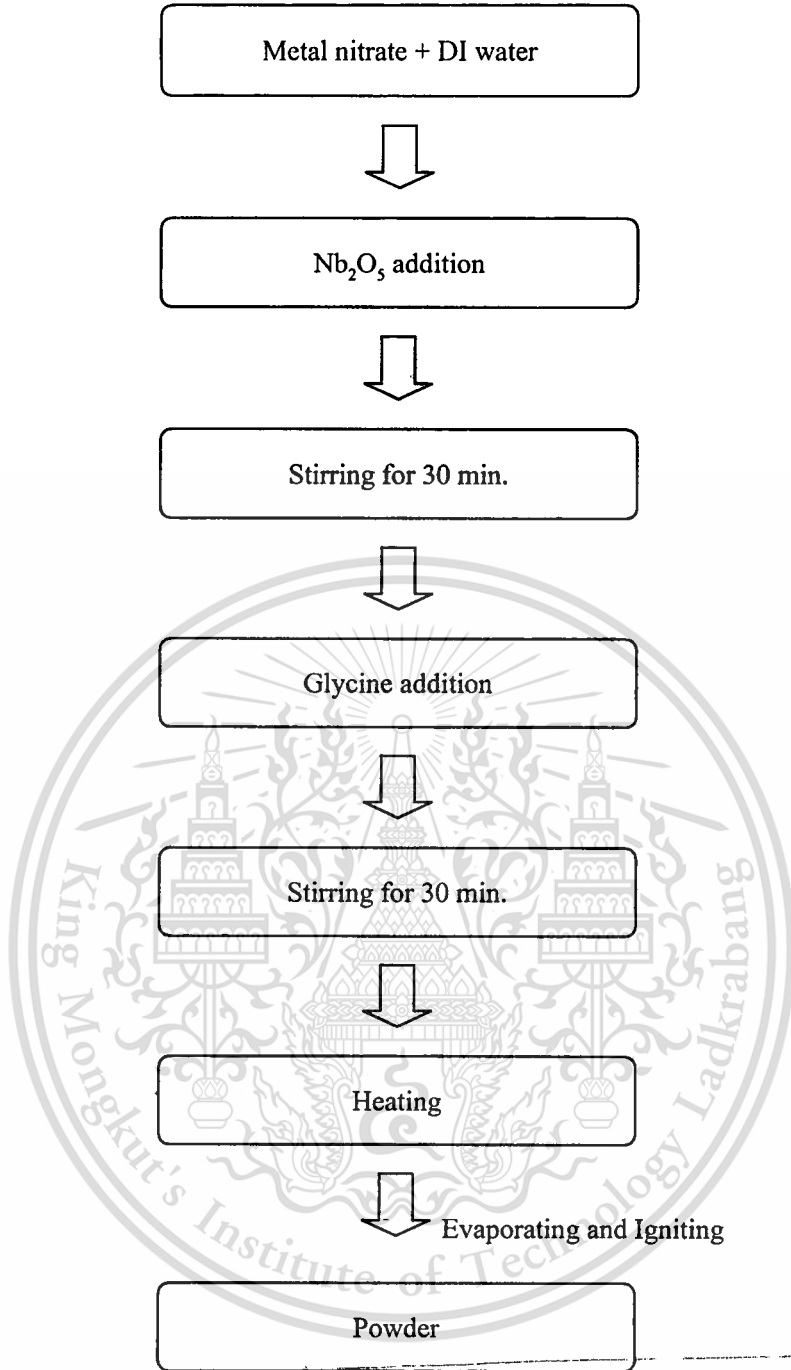 Metal nitrate + DI water
Nb₂O₅ addition
Stirring for 30 min.
Glycine addition
Stirring for 30 min.
Heating
Evaporating and Igniting
Powder
King Mongkut's Institute of Technology Ladkrabang